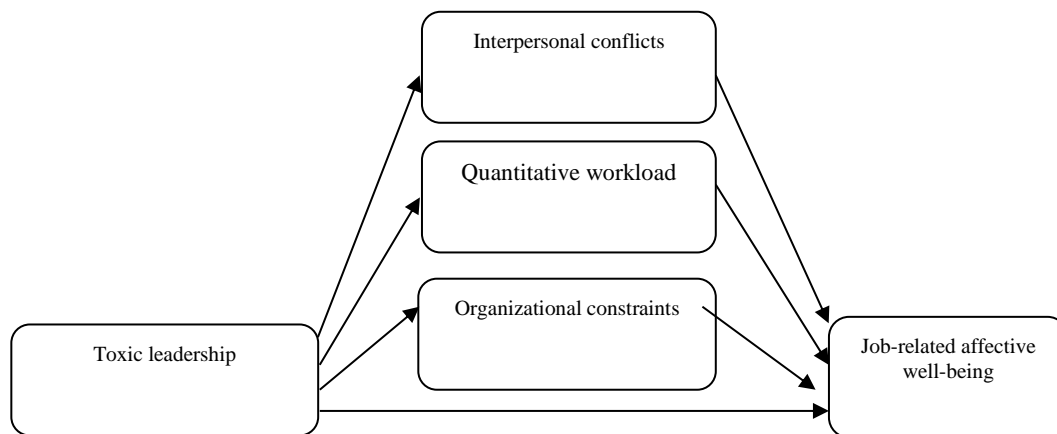 Interpersonal conflicts
Quantitative workload
Organizational constraints
Toxic leadership
Job-related affective
well-being